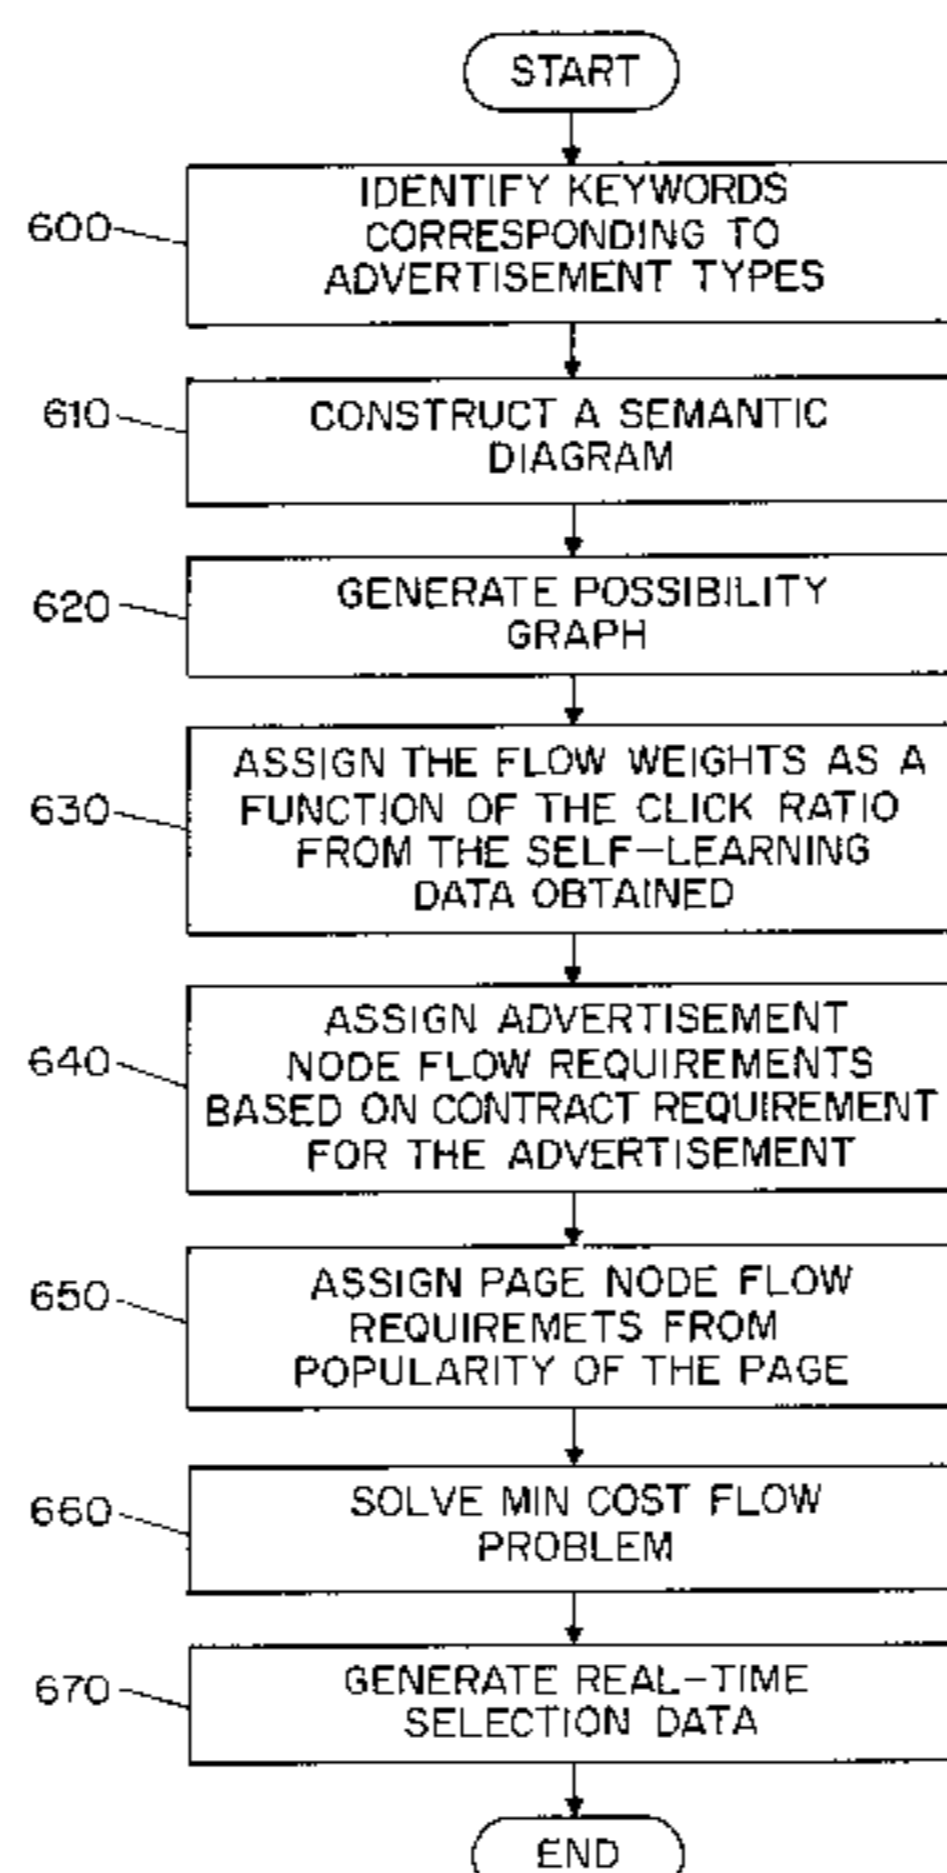 START
600
IDENTIFY KEYWORDS
CORRESPONDING TO
ADVERTISEMENT TYPES
610
CONSTRUCT A SEMANTIC
DIAGRAM
620
GENERATE POSSIBILITY
GRAPH
630
ASSIGN THE FLOW WEIGHTS AS A
FUNCTION OF THE CLICK RATIO
FROM THE SELF-LEARNING
DATA OBTAINED
640
ASSIGN ADVERTISEMENT
NODE FLOW REQUIREMENTS
BASED ON CONTRACT REQUIREMENT
FOR THE ADVERTISEMENT
650
ASSIGN PAGE NODE FLOW
REQUIREMETS FROM
POPULARITY OF THE PAGE
660
SOLVE MIN COST FLOW
PROBLEM
670
GENERATE REAL-TIME
SELECTION DATA
END